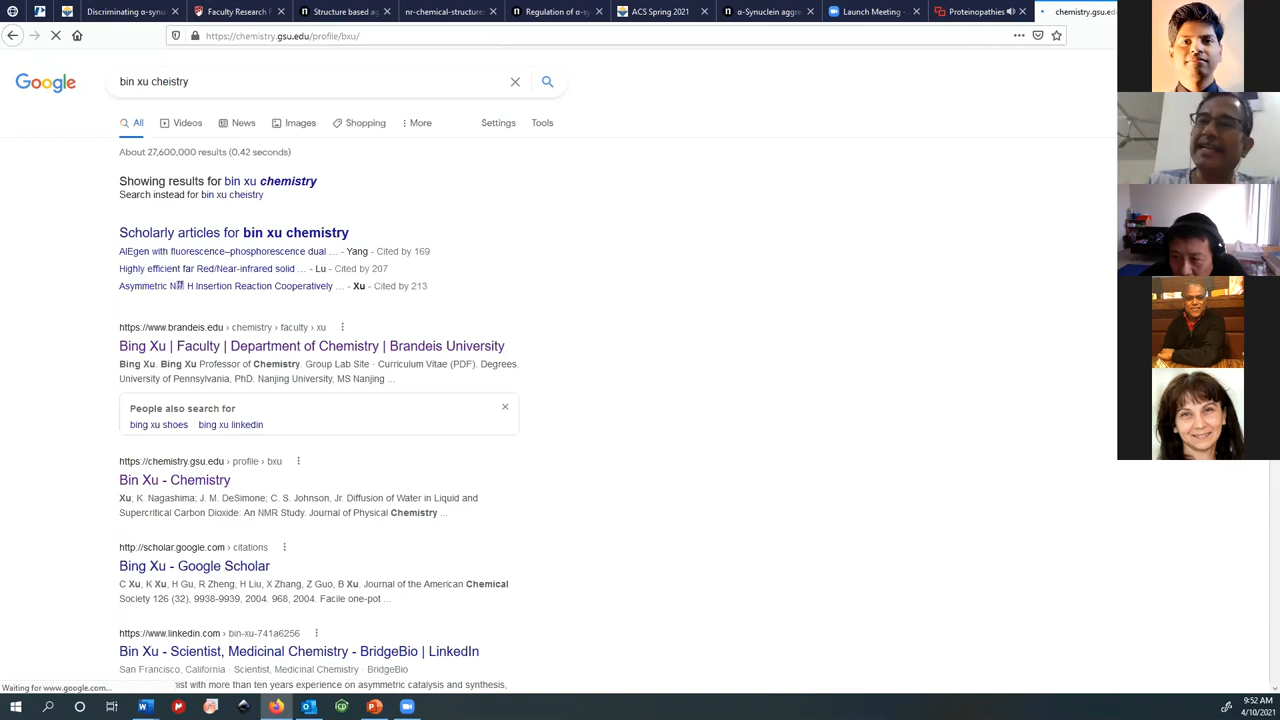 Discriminating α-synu
Faculty Research F
Structure based ag
nr-chemical-structures
Regulation of α-sy
ACS Spring 2021
α-Synuclein aggre
Launch Meeting -
Proteinopathies
chemistry.gsu.edu
https://chemistry.gsu.edu/profile/bxu/
Google
bin xu cheistry
All
Videos
News
Images
Shopping
More
Settings
Tools
About 27,600,000 results (0.42 seconds)
Showing results for bin xu chemistry
Search instead for bin xu cheistry
Scholarly articles for bin xu chemistry
AIEgen with fluorescence–phosphorescence dual ... - Yang - Cited by 169
Highly efficient far Red/Near-infrared solid ... - Lu - Cited by 207
Asymmetric N H Insertion Reaction Cooperatively ... - Xu - Cited by 213
https://www.brandeis.edu › chemistry › faculty › xu
Bing Xu | Faculty | Department of Chemistry | Brandeis University
Bing Xu. Bing Xu Professor of Chemistry. Group Lab Site · Curriculum Vitae (PDF). Degrees.
University of Pennsylvania, PhD. Nanjing University, MS Nanjing ...
People also search for
bing xu shoes bing xu linkedin
https://chemistry.gsu.edu › profile › bxu
Bin Xu - Chemistry
Xu, K. Nagashima; J. M. DeSimone; C. S. Johnson, Jr. Diffusion of Water in Liquid and
Supercritical Carbon Dioxide: An NMR Study. Journal of Physical Chemistry ...
http://scholar.google.com › citations
Bing Xu - Google Scholar
C Xu, K Xu, H Gu, R Zheng, H Liu, X Zhang, Z Guo, B Xu. Journal of the American Chemical
Society 126 (32), 9938-9939, 2004. 968, 2004. Facile one-pot ...
https://www.linkedin.com › bin-xu-741a6256
Bin Xu - Scientist, Medicinal Chemistry - BridgeBio | LinkedIn
San Francisco, California · Scientist, Medicinal Chemistry · BridgeBio
with more than ten years experience on asymmetric catalysis and synthesis,
Waiting for www.google.com...
9:52 AM
4/10/2021